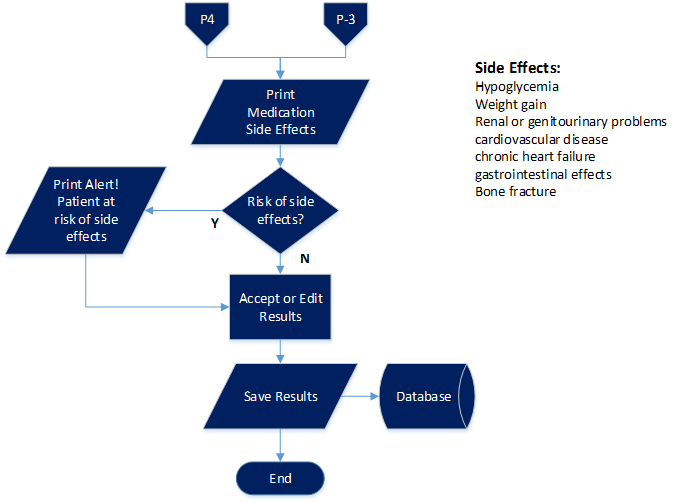 P4
P-3
Print
Medication
Side Effects
Side Effects:
Hypoglycemia
Weight gain
Renal or genitourinary problems
cardiovascular disease
chronic heart failure
gastrointestinal effects
Bone fracture
Print Alert!
Patient at
risk of side
effects
Risk of side
effects?
Y
N
Accept or Edit
Results
Save Results
Database
End